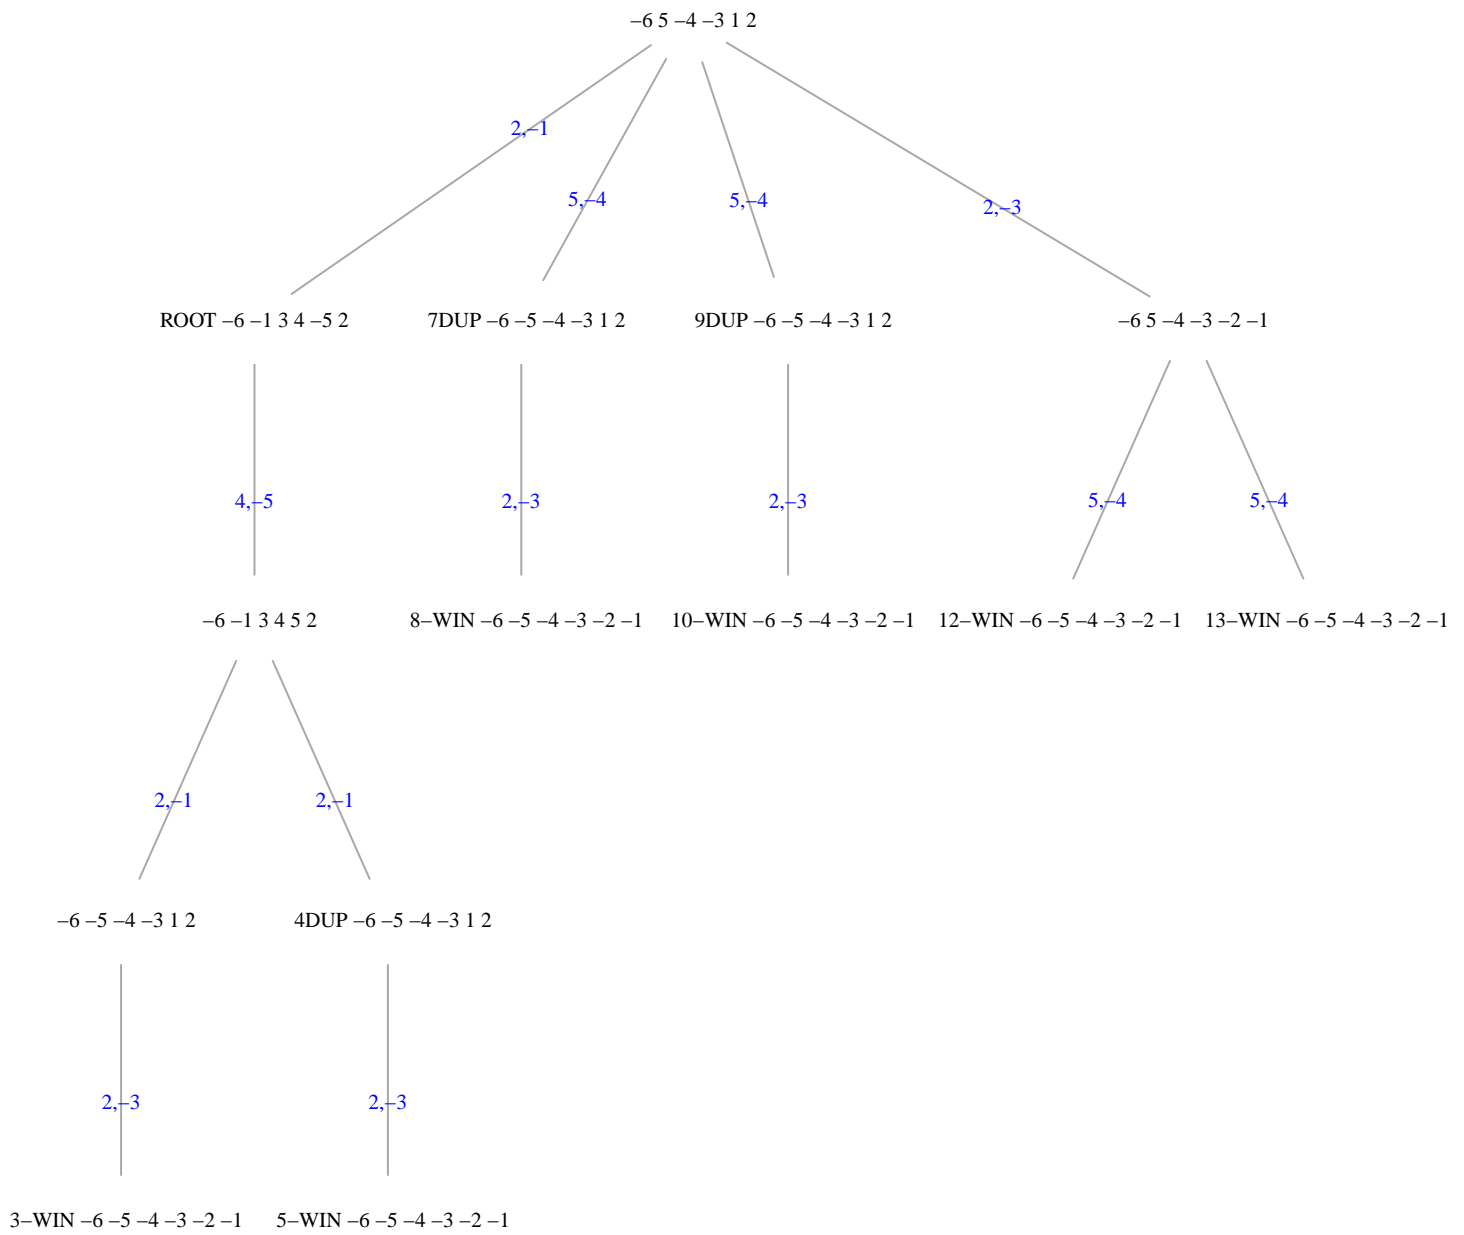 –6 5 –4 –3 1 2
2,–1
5,–4
5,–4
2,–3
ROOT –6 –1 3 4 –5 2
7DUP –6 –5 –4 –3 1 2
9DUP –6 –5 –4 –3 1 2
–6 5 –4 –3 –2 –1
4,–5
2,–3
2,–3
5,–4
5,–4
–6 –1 3 4 5 2
8–WIN –6 –5 –4 –3 –2 –1
10–WIN –6 –5 –4 –3 –2 –1
12–WIN –6 –5 –4 –3 –2 –1
13–WIN –6 –5 –4 –3 –2 –1
2,–1
2,–1
–6 –5 –4 –3 1 2
4DUP –6 –5 –4 –3 1 2
2,–3
2,–3
3–WIN –6 –5 –4 –3 –2 –1
5–WIN –6 –5 –4 –3 –2 –1